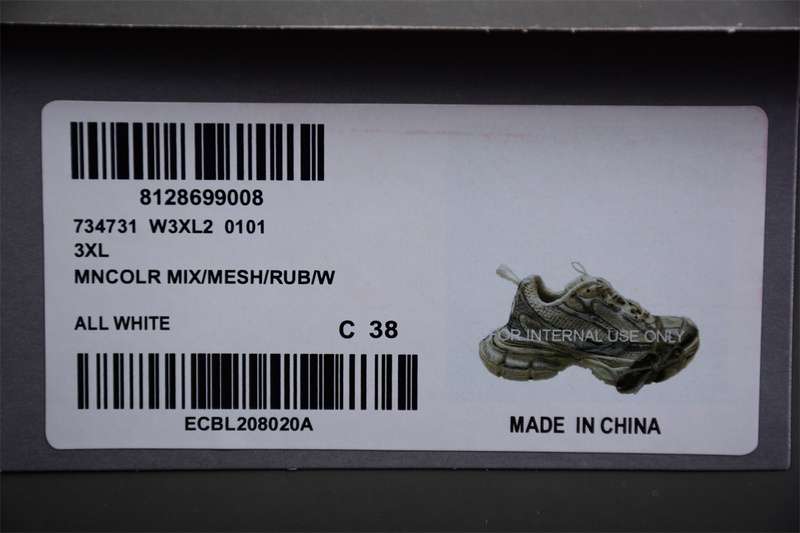 8128699008
734731 W3XL2 0101
3XL
MNCOLR MIX/MESH/RUB/W
ALL WHITE
C 38
FOR INTERNAL USE ONLY
ECBL208020A
MADE IN CHINA